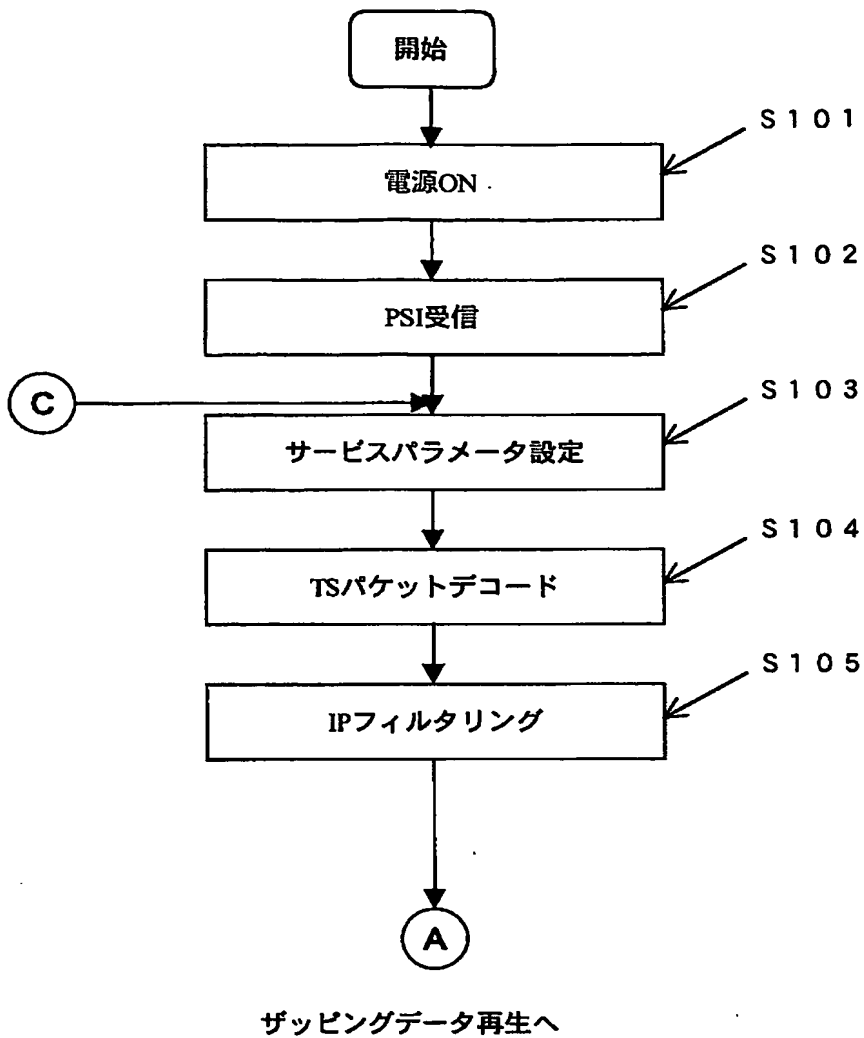 開始
S101
電源ON
S102
PSI受信
C
S103
サービスパラメータ設定
S104
TSパケットデコード
S105
IPフィルタリング
A
ザッピングデータ再生へ